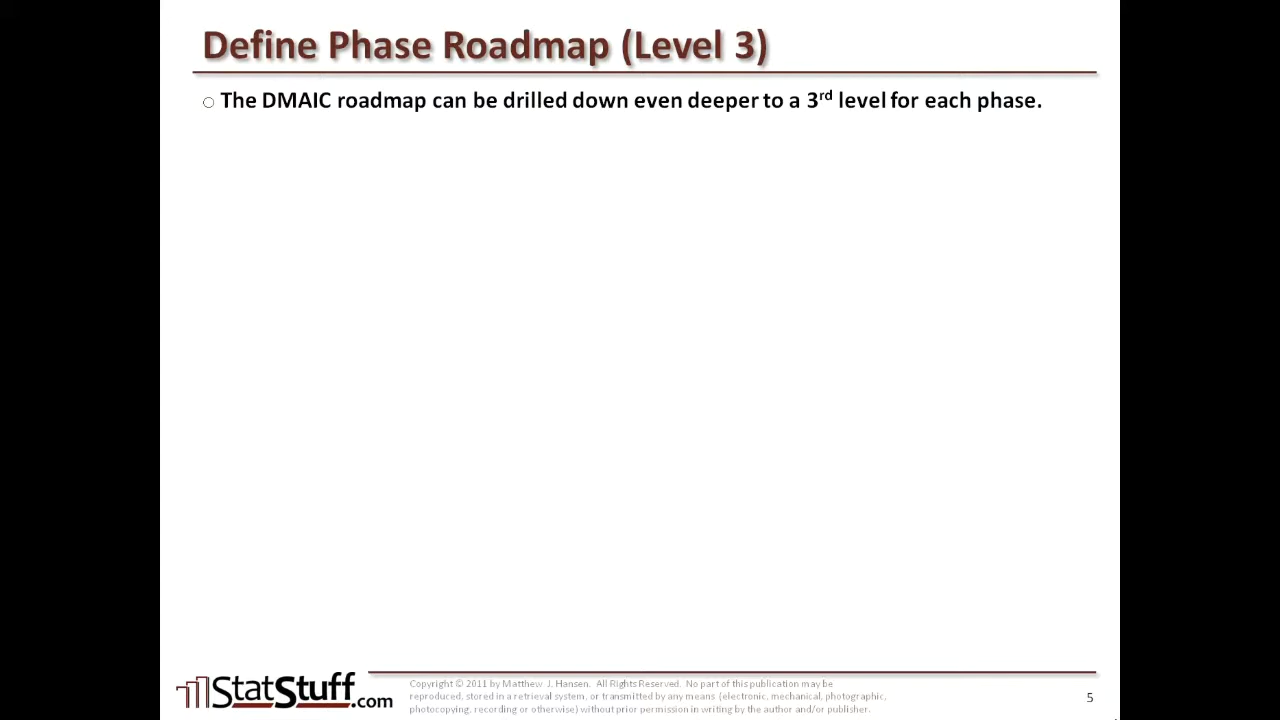 Define Phase Roadmap (Level 3)
○ The DMAIC roadmap can be drilled down even deeper to a 3rd level for each phase.
StatStuff.com
Copyright © 2011 by Matthew. J. Hansen. All Rights Reserved. No part of this publication may be
reproduced, stored in a retrieval system, or transmitted by any means (electronic, mechanical, photographic,
photocopying, recording or otherwise) without prior permission in writing by the author and/or publisher.
5